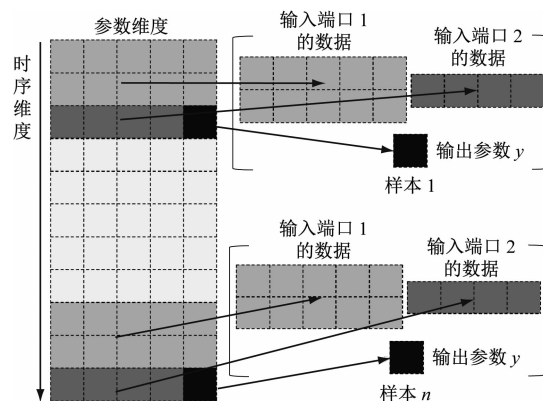 参数维度
时序维度
输入端口 1
的数据
输入端口 2
的数据
输出参数 y
样本 1
输入端口 1
的数据
输入端口 2
的数据
输出参数 y
样本 n